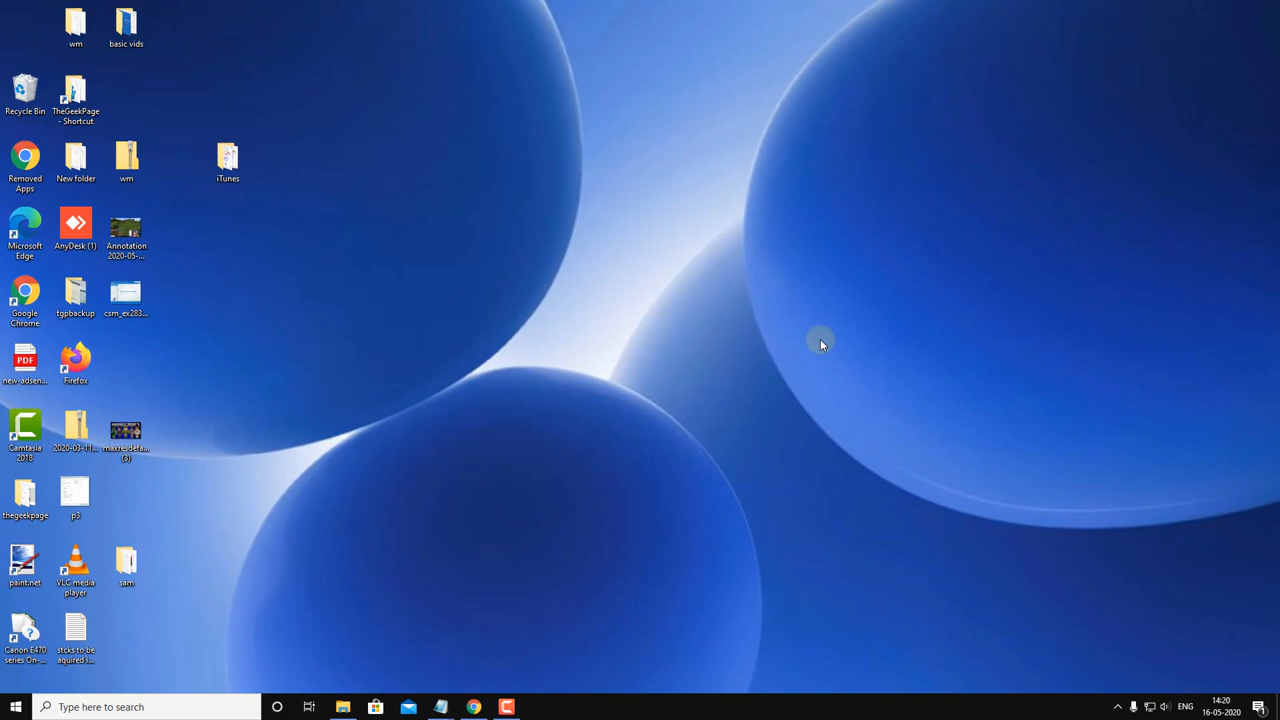 wm
basic vids
Recycle Bin
TheGeekPage
- Shortcut
Removed
Apps
New folder
wm
iTunes
Microsoft
Edge
AnyDesk (1)
Annotation
2020-05-...
Google
Chrome
tgpbackup
csm_ex283...
PDF
new-adsen...
Firefox
Camtasia
2018
2020-03-11...
maxresdefa...
(3)
thegeekpage
p3
paint.net
VLC media
player
sam
Canon E470
series On-...
stcks to be
aquired i...
Type here to search
ENG
14:20
16-05-2020
1